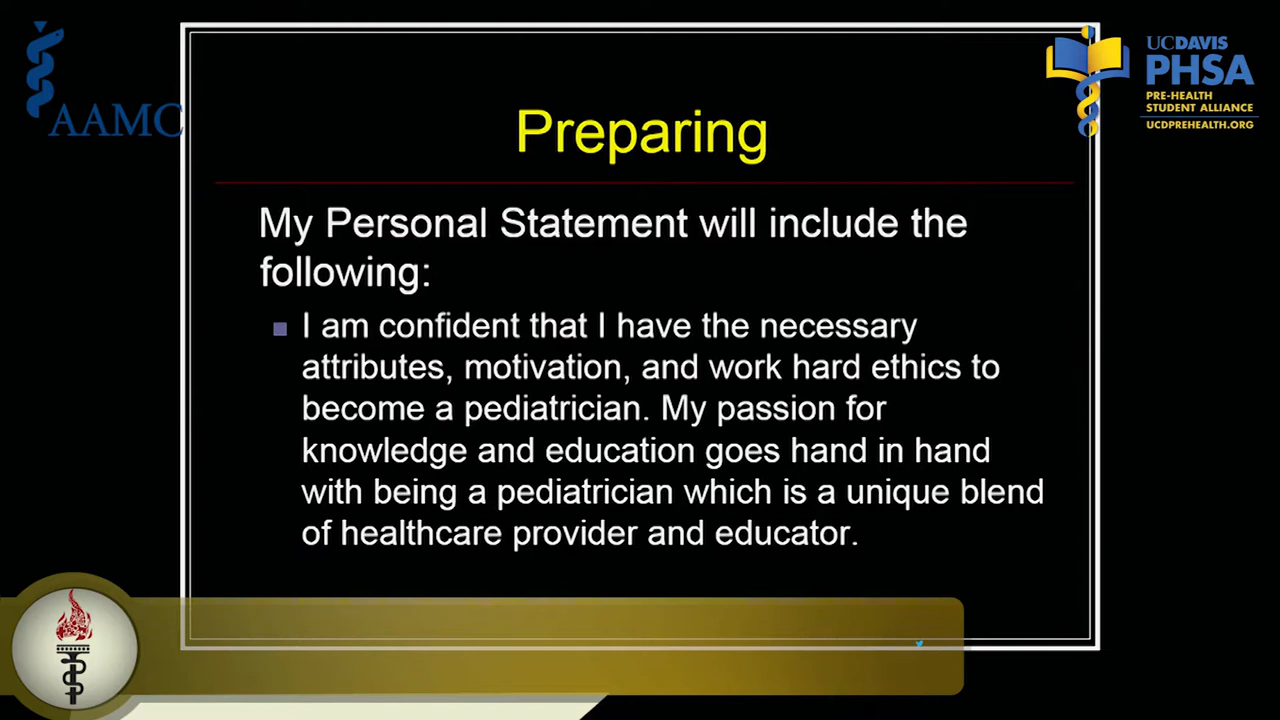 AAMC
UCDAVIS
PHSA
PRE-HEALTH
STUDENT ALLIANCE
UCDPREHEALTH.ORG
Preparing
My Personal Statement will include the
following:
I am confident that I have the necessary
attributes, motivation, and work hard ethics to
become a pediatrician. My passion for
knowledge and education goes hand in hand
with being a pediatrician which is a unique blend
of healthcare provider and educator.